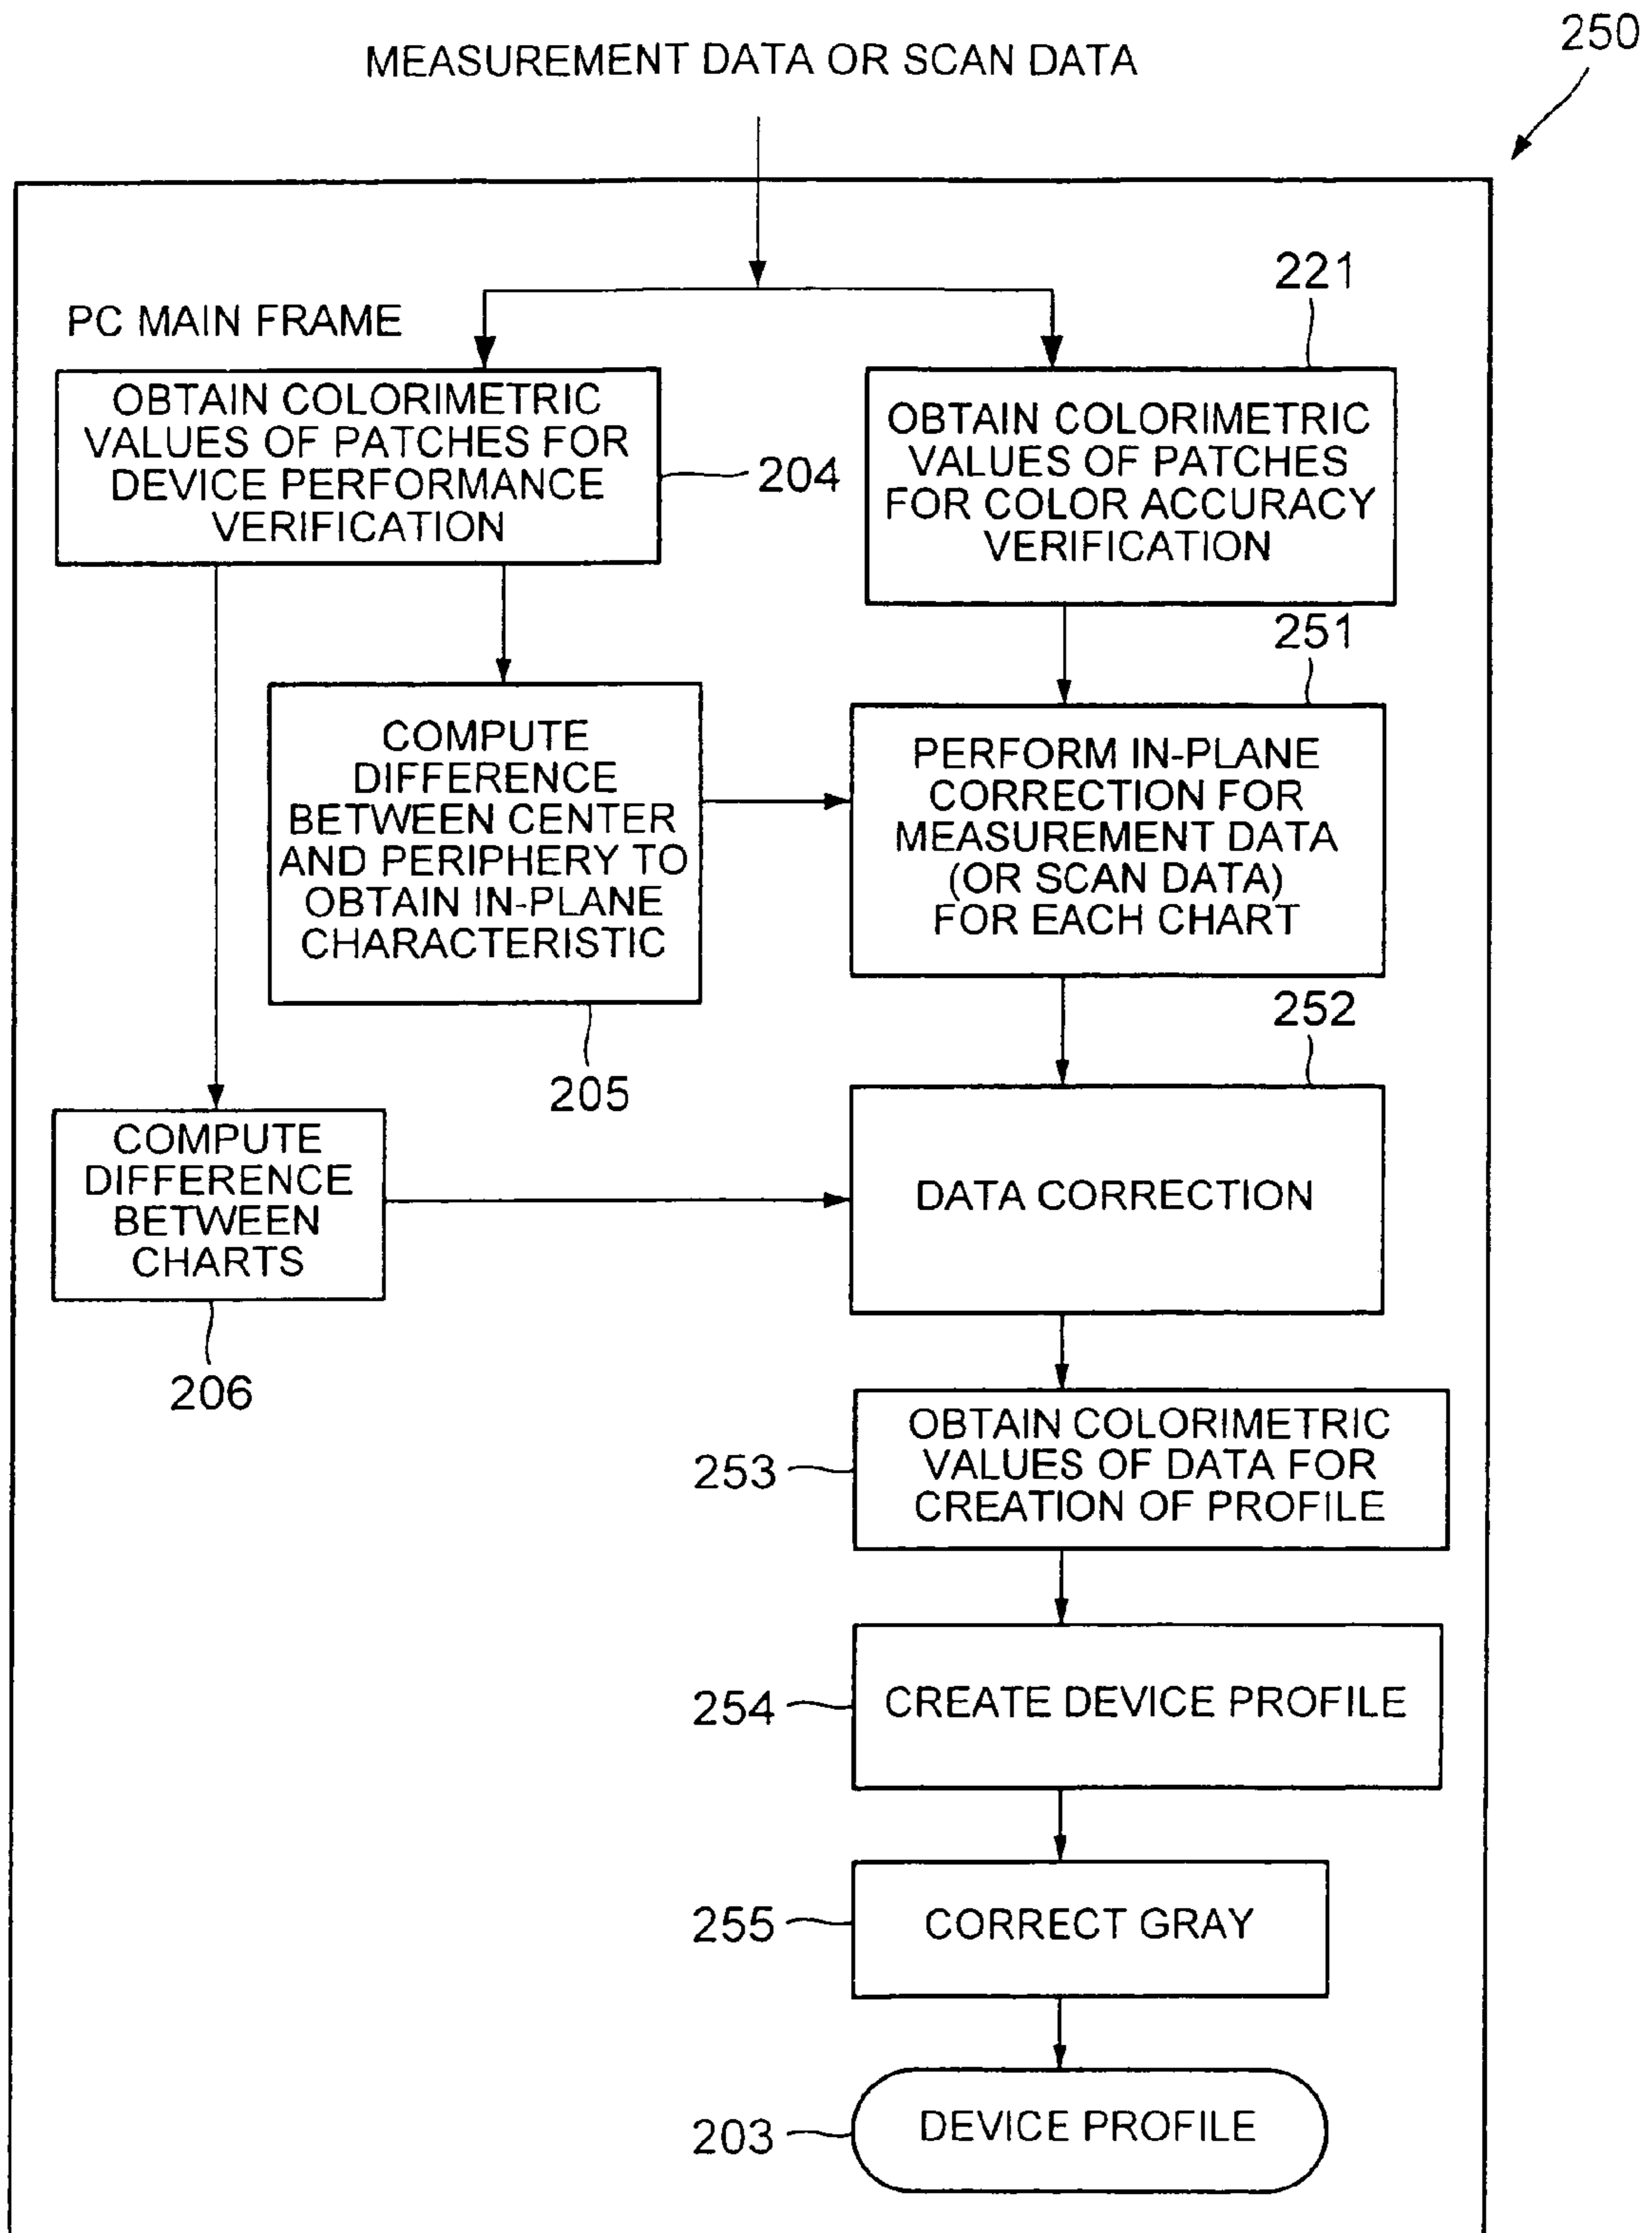 250
MEASUREMENT DATA OR SCAN DATA
PC MAIN FRAME
221
OBTAIN COLORIMETRIC
VALUES OF PATCHES FOR
DEVICE PERFORMANCE
VERIFICATION
204
OBTAIN COLORIMETRIC
VALUES OF PATCHES
FOR COLOR ACCURACY
VERIFICATION
251
COMPUTE
DIFFERENCE
BETWEEN CENTER
AND PERIPHERY TO
OBTAIN IN-PLANE
CHARACTERISTIC
205
PERFORM IN-PLANE
CORRECTION FOR
MEASUREMENT DATA
(OR SCAN DATA)
FOR EACH CHART
252
COMPUTE
DIFFERENCE
BETWEEN
CHARTS
206
DATA CORRECTION
253
OBTAIN COLORIMETRIC
VALUES OF DATA FOR
CREATION OF PROFILE
254
CREATE DEVICE PROFILE
255
CORRECT GRAY
203
DEVICE PROFILE